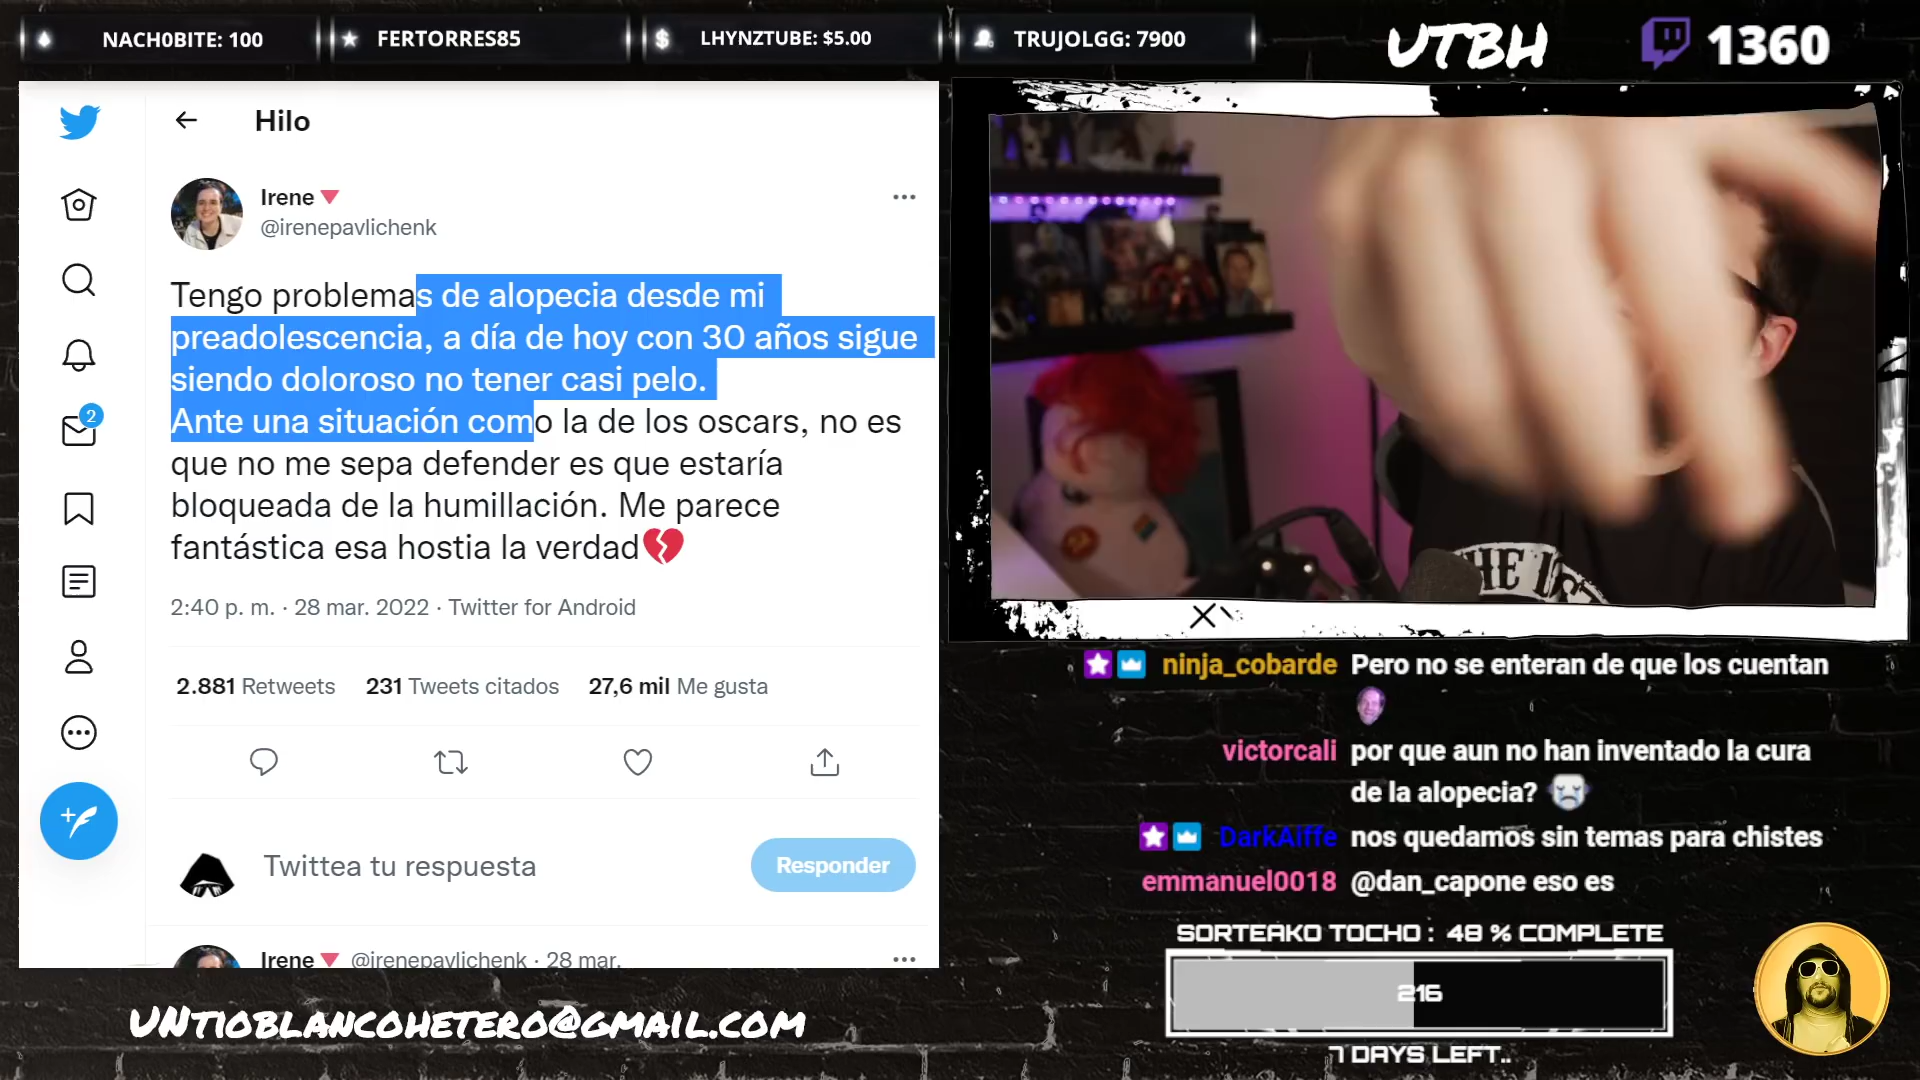 NACH0BITE: 100
FERTORRES85
LHYNZTUBE: $5.00
TRUJOLGG: 7900
UTBH
1360
Hilo
Irene
@irenepavlichenk
Tengo problemas de alopecia desde mi
preadolescencia, a día de hoy con 30 años sigue
siendo doloroso no tener casi pelo.
Ante una situación como la de los oscars, no es
que no me sepa defender es que estaría
bloqueada de la humillación. Me parece
fantástica esa hostia la verdad💔
2:40 p. m. · 28 mar. 2022 · Twitter for Android
2.881 Retweets 231 Tweets citados 27,6 mil Me gusta
2
Twittea tu respuesta
Responder
Irene @irenepavlichenk · 28 mar.
UNTIOBLANCOHETERO@GMAIL.COM
THE
ninja_cobarde Pero no se enteran de que los cuentan
victorcali por que aun no han inventado la cura
de la alopecia?
DarkAiffe nos quedamos sin temas para chistes
emmanuel0018 @dan_capone eso es
SORTEAKO TOCHO : 48 % COMPLETE
216
7 DAYS LEFT..